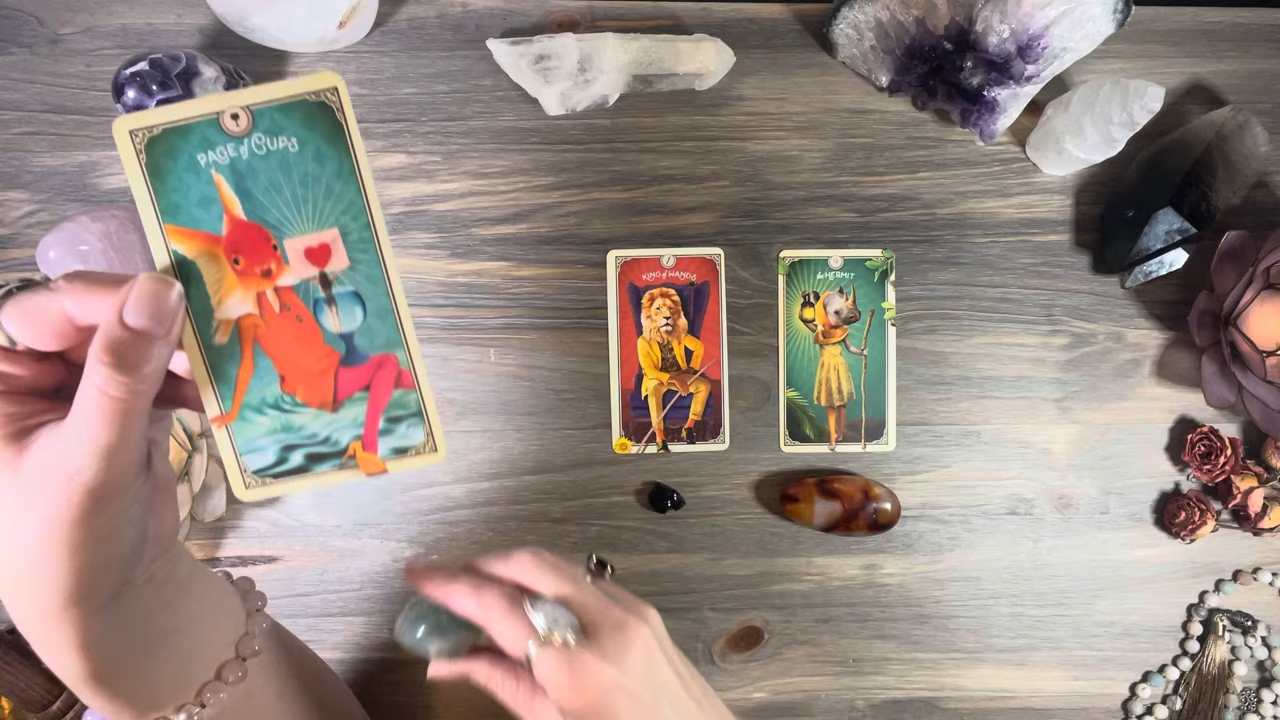 PAGE of CUPS
KING of WANDS
the HERMIT